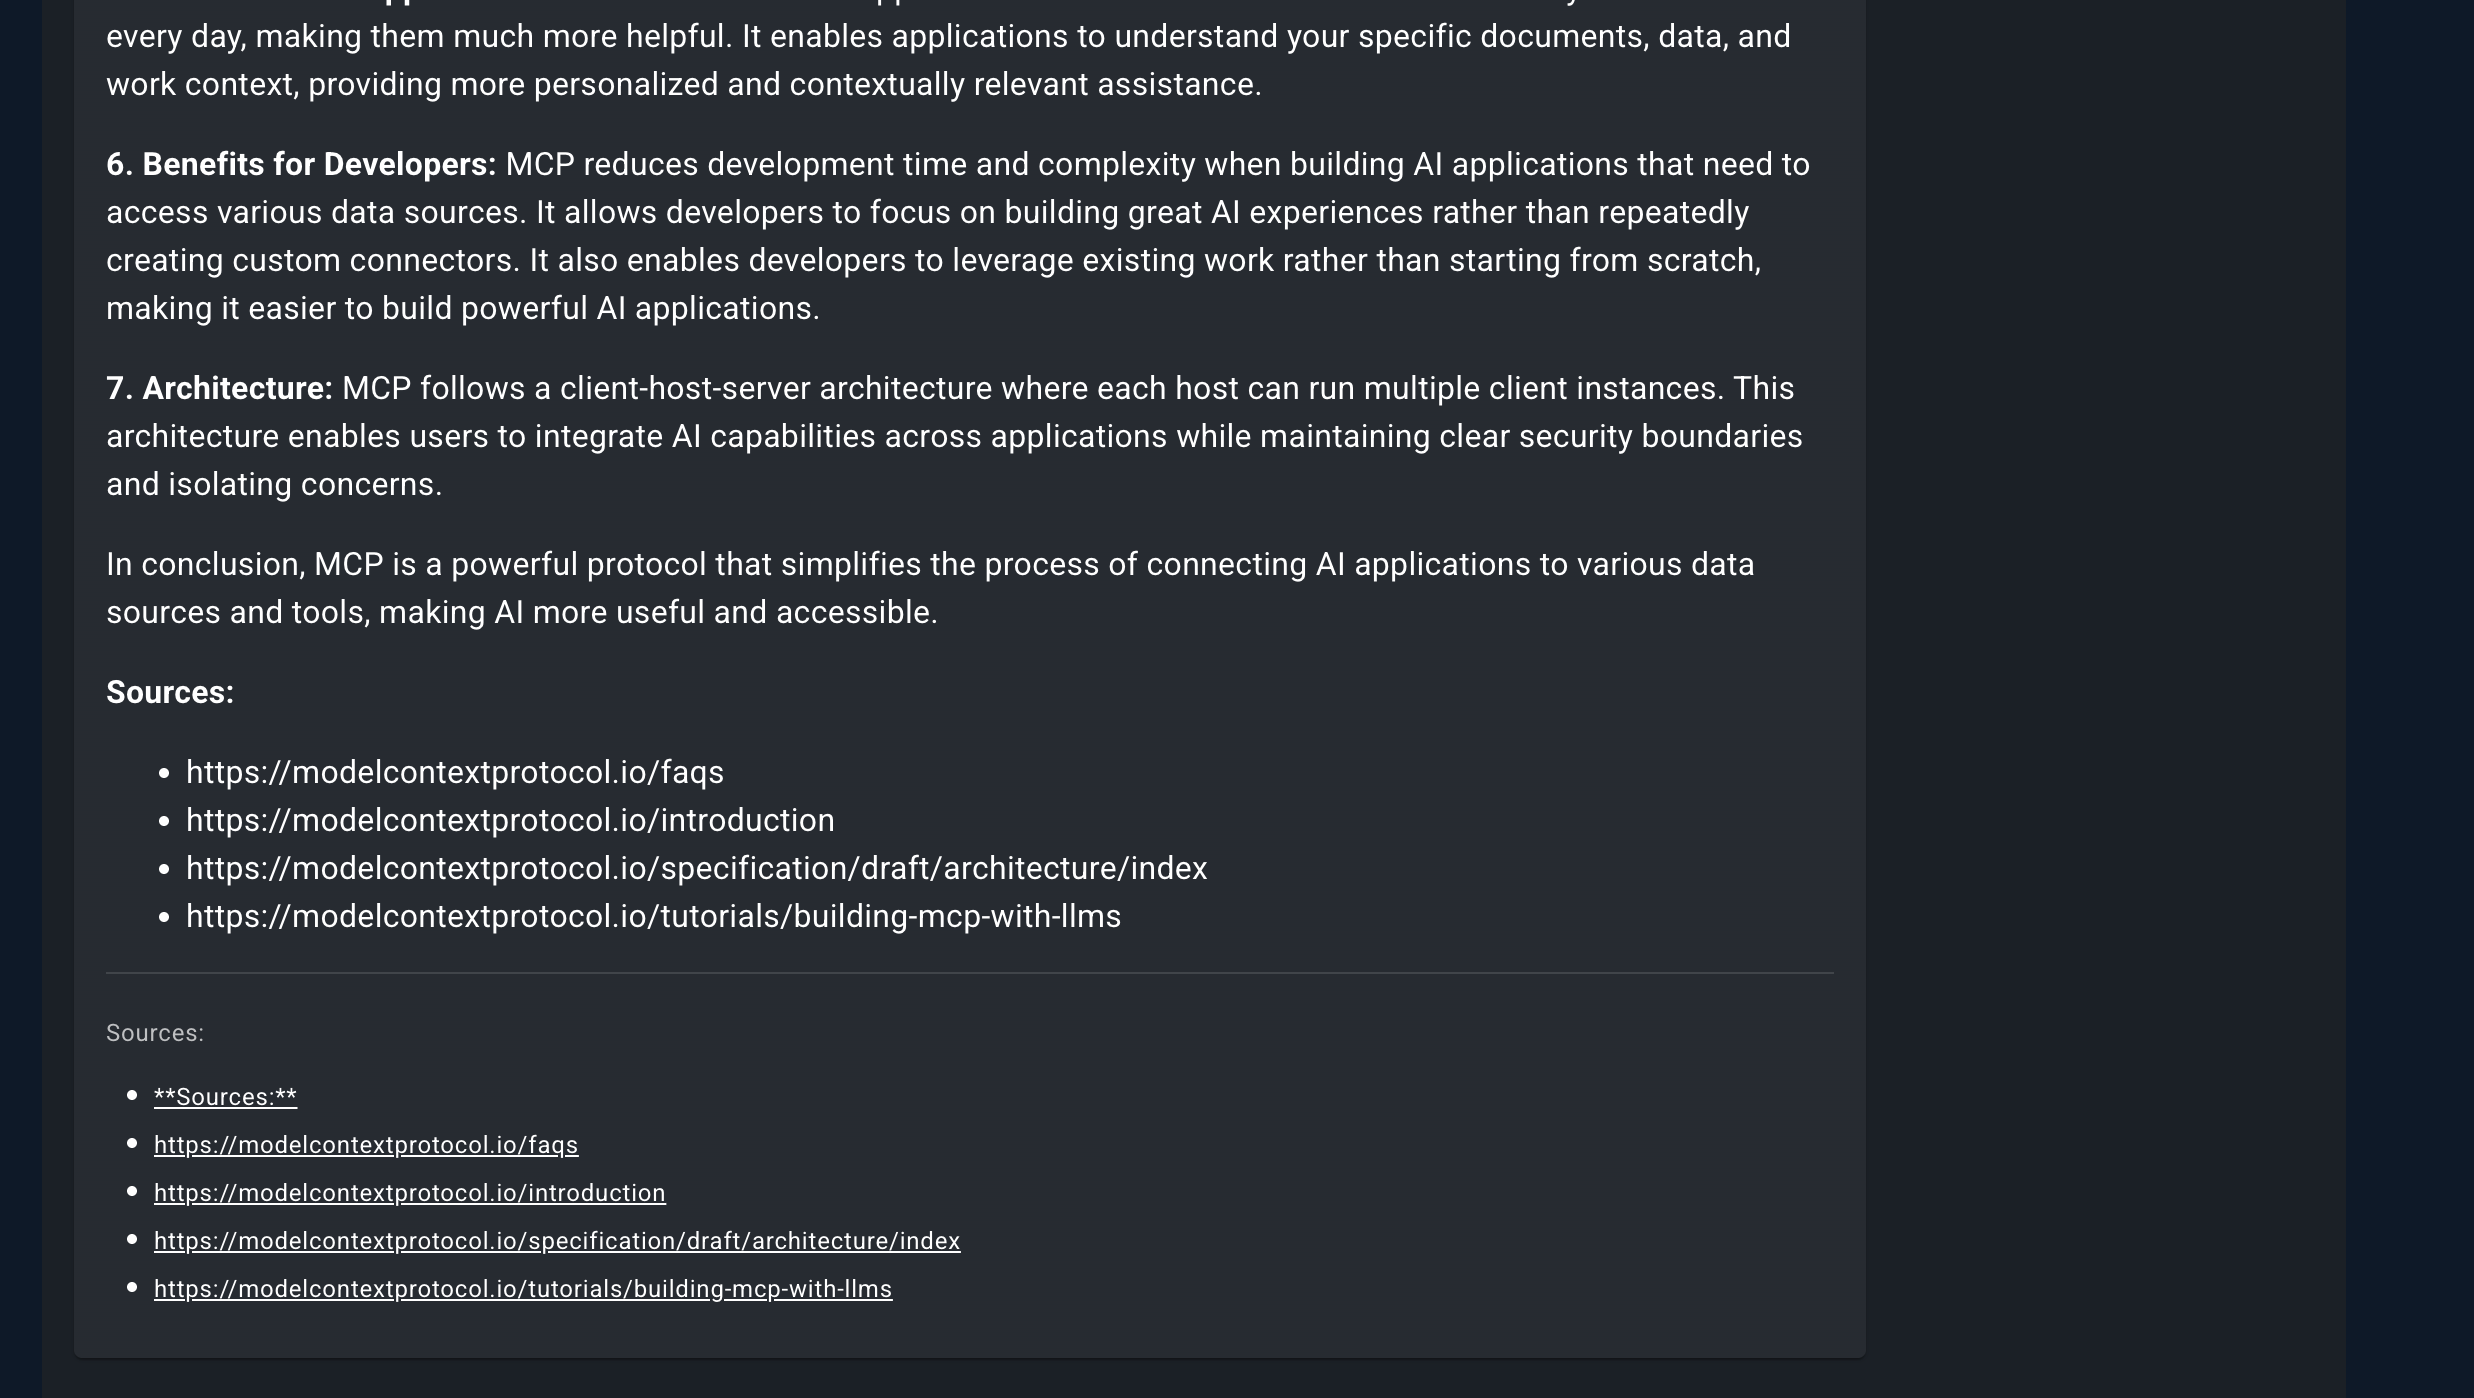 every day, making them much more helpful. It enables applications to understand your specific documents, data, and
work context, providing more personalized and contextually relevant assistance.
6. Benefits for Developers: MCP reduces development time and complexity when building AI applications that need to
access various data sources. It allows developers to focus on building great AI experiences rather than repeatedly
creating custom connectors. It also enables developers to leverage existing work rather than starting from scratch,
making it easier to build powerful AI applications.
7. Architecture: MCP follows a client-host-server architecture where each host can run multiple client instances. This
architecture enables users to integrate AI capabilities across applications while maintaining clear security boundaries
and isolating concerns.
In conclusion, MCP is a powerful protocol that simplifies the process of connecting AI applications to various data
sources and tools, making AI more useful and accessible.
Sources:
• https://modelcontextprotocol.io/faqs
• https://modelcontextprotocol.io/introduction
• https://modelcontextprotocol.io/specification/draft/architecture/index
• https://modelcontextprotocol.io/tutorials/building-mcp-with-llms
Sources:
• **Sources:**
• https://modelcontextprotocol.io/faqs
• https://modelcontextprotocol.io/introduction
• https://modelcontextprotocol.io/specification/draft/architecture/index
• https://modelcontextprotocol.io/tutorials/building-mcp-with-llms